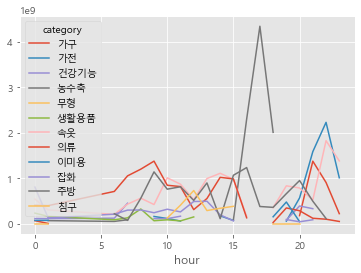 1e9
4
3
2
1
0
category
가구
가전
건강기능
농수축
무형
생활용품
속옷
의류
이미용
잡화
주방
침구
0 5 10 15 20
hour